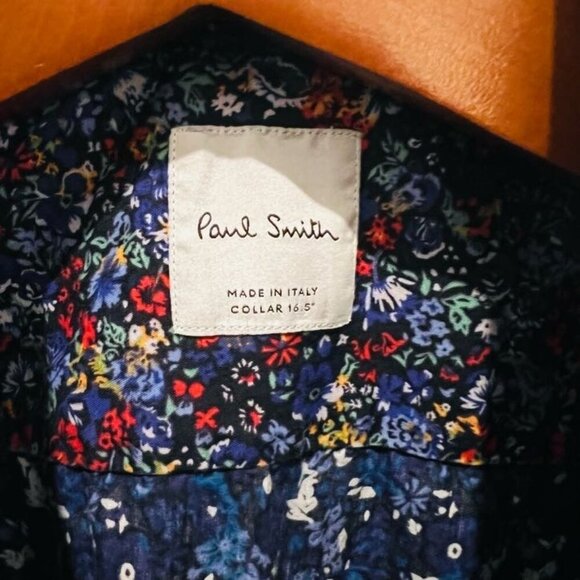 Paul Smith
MADE IN ITALY
COLLAR 16.5"